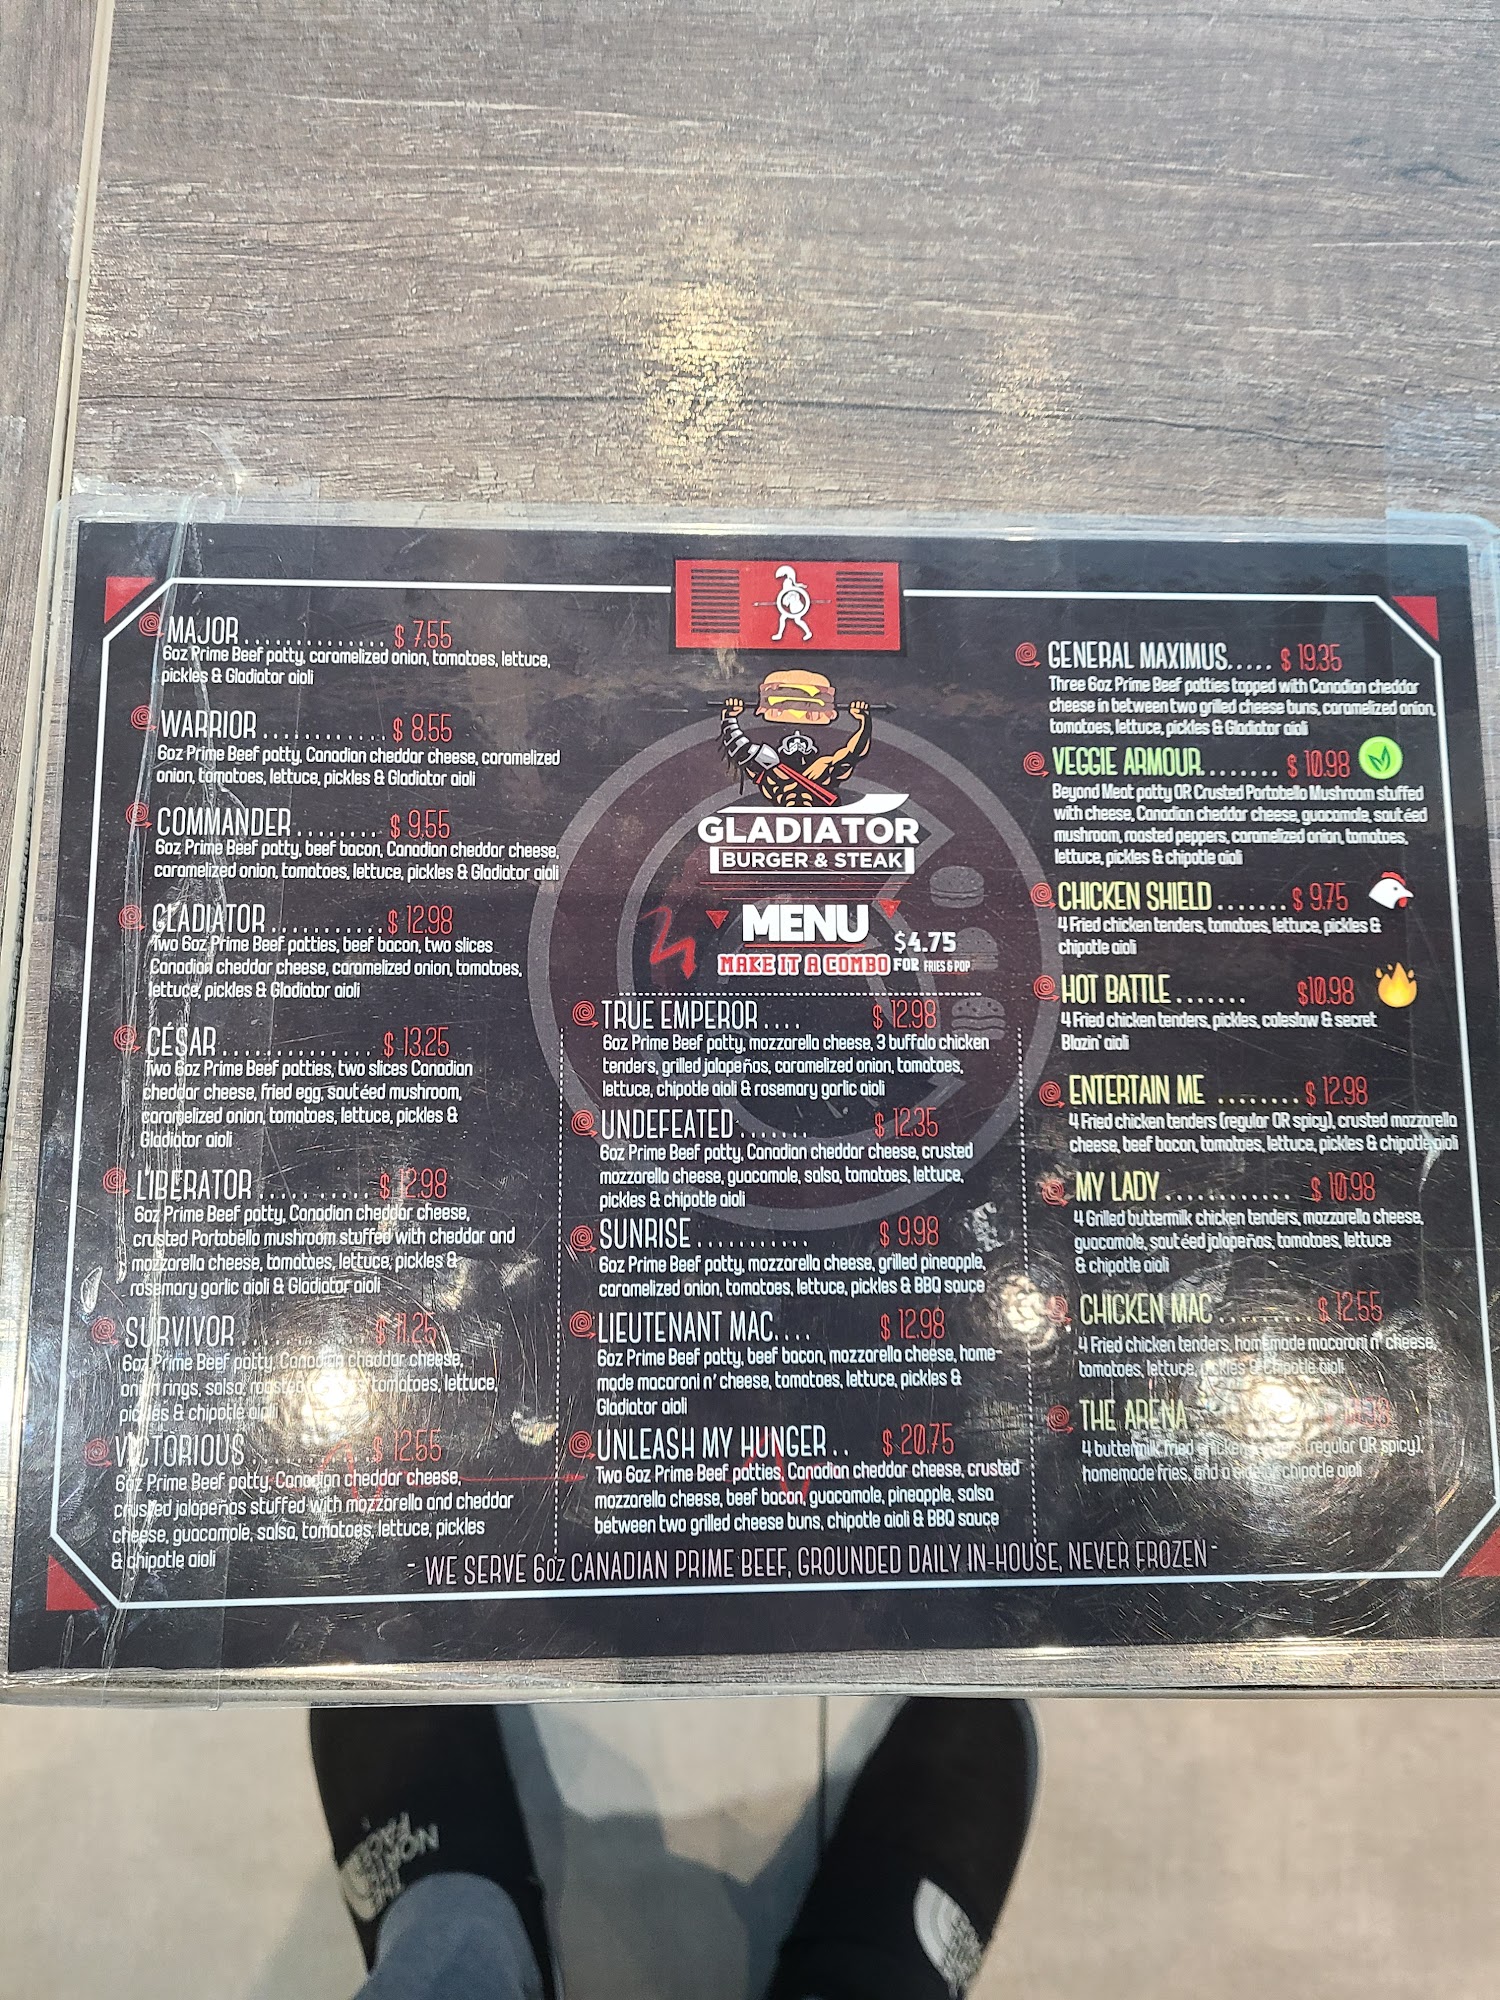 MAJOR.............. $ 7.55
6oz Prime Beef patty, caramelized onion, tomatoes, lettuce,
pickles & Gladiator aioli
WARRIOR............. $ 8.55
6oz Prime Beef patty, Canadian cheddar cheese, caramelized
onion, tomatoes, lettuce, pickles & Gladiator aioli
COMMANDER........ $ 9.55
6oz Prime Beef patty, beef bacon, Canadian cheddar cheese,
caramelized onion, tomatoes, lettuce, pickles & Gladiator aioli
GLADIATOR........... $ 12.98
Two 6oz Prime Beef patties, beef bacon, two slices
Canadian cheddar cheese, caramelized onion, tomatoes,
lettuce, pickles & Gladiator aioli
CÉSAR............... $ 13.25
Two 6oz Prime Beef patties, two slices Canadian
cheddar cheese, fried egg, sautéed mushroom,
caramelized onion, tomatoes, lettuce, pickles &
Gladiator aioli
LIBERATOR........... $ 12.98
6oz Prime Beef patty, Canadian cheddar cheese,
crusted Portobello mushroom stuffed with cheddar and
mozzarella cheese, tomatoes, lettuce, pickles &
rosemary garlic aioli & Gladiator aioli
SURVIVOR............ $ 11.25
6oz Prime Beef patty, Canadian cheddar cheese,
onion rings, salsa, roasted tomatoes, lettuce,
pickles & chipotle aioli
VICTORIOUS.......... $ 12.55
6oz Prime Beef patty, Canadian cheddar cheese,
crusted jalapeños stuffed with mozzarella and cheddar
cheese, guacamole, salsa, tomatoes, lettuce, pickles
& chipotle aioli
GLADIATOR
BURGER & STEAK
MENU
MAKE IT A COMBO FOR $4.75 FRIES & POP
TRUE EMPEROR.... $ 12.98
6oz Prime Beef patty, mozzarella cheese, 3 buffalo chicken
tenders, grilled jalapeños, caramelized onion, tomatoes,
lettuce, chipotle aioli & rosemary garlic aioli
UNDEFEATED....... $ 12.35
6oz Prime Beef patty, Canadian cheddar cheese, crusted
mozzarella cheese, guacamole, salsa, tomatoes, lettuce,
pickles & chipotle aioli
SUNRISE........... $ 9.98
6oz Prime Beef patty, mozzarella cheese, grilled pineapple,
caramelized onion, tomatoes, lettuce, pickles & BBQ sauce
LIEUTENANT MAC.... $ 12.98
6oz Prime Beef patty, beef bacon, mozzarella cheese, home-
made macaroni n' cheese, tomatoes, lettuce, pickles &
Gladiator aioli
UNLEASH MY HUNGER.. $ 20.75
Two 6oz Prime Beef patties, Canadian cheddar cheese, crusted
mozzarella cheese, beef bacon, guacamole, pineapple, salsa
between two grilled cheese buns, chipotle aioli & BBQ sauce
GENERAL MAXIMUS..... $ 19.35
Three 6oz Prime Beef patties topped with Canadian cheddar
cheese in between two grilled cheese buns, caramelized onion,
tomatoes, lettuce, pickles & Gladiator aioli
VEGGIE ARMOUR........ $ 10.98
Beyond Meat patty OR Crusted Portobello Mushroom stuffed
with cheese, Canadian cheddar cheese, guacamole, sautéed
mushroom, roasted peppers, caramelized onion, tomatoes,
lettuce, pickles & chipotle aioli
CHICKEN SHIELD....... $ 9.75
4 Fried chicken tenders, tomatoes, lettuce, pickles &
chipotle aioli
HOT BATTLE....... $10.98
4 Fried chicken tenders, pickles, coleslaw & secret
Blazin' aioli
ENTERTAIN ME ........ $ 12.98
4 Fried chicken tenders (regular OR spicy), crusted mozzarella
cheese, beef bacon, tomatoes, lettuce, pickles & chipotle aioli
MY LADY............ $ 10.98
4 Grilled buttermilk chicken tenders, mozzarella cheese,
guacamole, sautéed jalapeños, tomatoes, lettuce
& chipotle aioli
CHICKEN MAC......... $ 12.55
4 Fried chicken tenders, homemade macaroni n' cheese,
tomatoes, lettuce, pickles & Chipotle aioli
THE ARENA
4 buttermilk fried chicken (regular OR spicy),
homemade fries, and a side of chipotle aioli
- WE SERVE 6oz CANADIAN PRIME BEEF, GROUNDED DAILY IN-HOUSE, NEVER FROZEN -
THE
NORTH
FACE